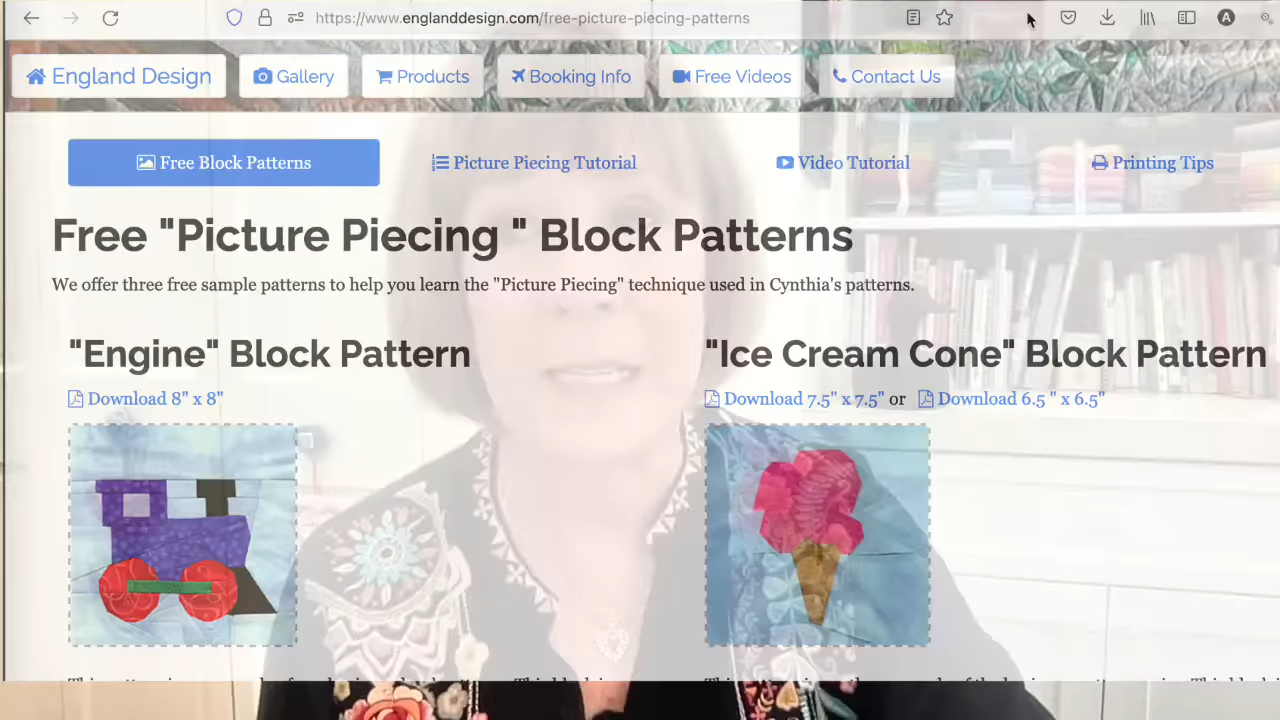 https://www.englanddesign.com/free-picture-piecing-patterns
A
England Design Gallery Products Booking Info Free Videos Contact Us
Free Block Patterns Picture Piecing Tutorial Video Tutorial Printing Tips
Free "Picture Piecing " Block Patterns
We offer three free sample patterns to help you learn the "Picture Piecing" technique used in Cynthia's patterns.
"Engine" Block Pattern
"Ice Cream Cone" Block Pattern
Download 8" x 8"
Download 7.5" x 7.5" or Download 6.5 " x 6.5"